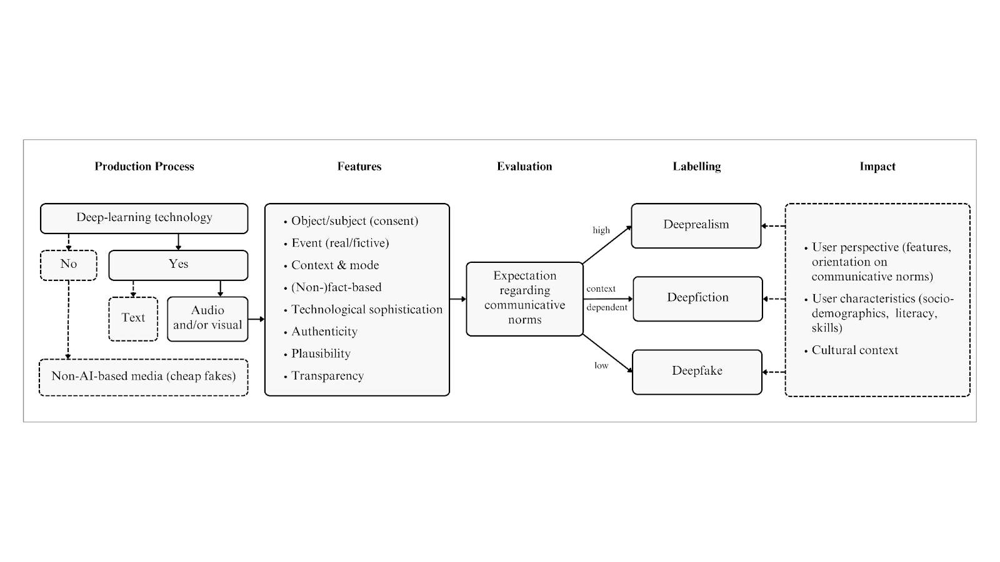 Production Process
Features
Evaluation
Labelling
Impact
Deep-learning technology
No
Yes
Text
Audio
and/or visual
Non-AI-based media (cheap fakes)
• Object/subject (consent)
• Event (real/fictive)
• Context & mode
• (Non-)fact-based
• Technological sophistication
• Authenticity
• Plausibility
• Transparency
Expectation
regarding
communicative
norms
high
context
dependent
low
Deeprealism
Deepfiction
Deepfake
• User perspective (features,
orientation on
communicative norms)
• User characteristics (socio-
demographics, literacy,
skills)
• Cultural context